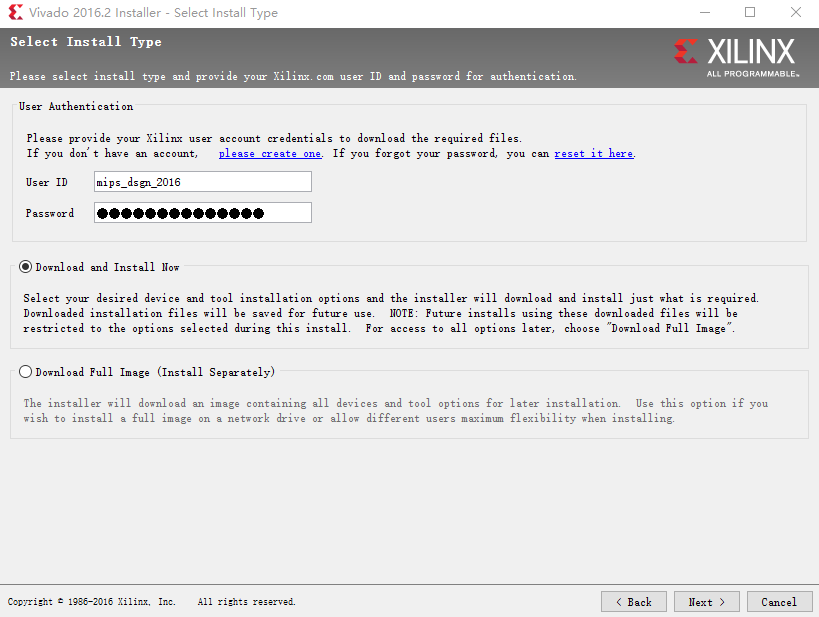 Vivado 2016.2 Installer - Select Install Type
Select Install Type
Please select install type and provide your Xilinx.com user ID and password for authentication.
XILINX
ALL PROGRAMMABLE™
User Authentication
Please provide your Xilinx user account credentials to download the required files.
If you don't have an account, please create one. If you forgot your password, you can reset it here.
User ID mips_dsgn_2016
Password ●●●●●●●●●●●●●●
Download and Install Now
Select your desired device and tool installation options and the installer will download and install just what is required.
Downloaded installation files will be saved for future use. NOTE: Future installs using these downloaded files will be
restricted to the options selected during this install. For access to all options later, choose "Download Full Image".
Download Full Image (Install Separately)
The installer will download an image containing all devices and tool options for later installation. Use this option if you
wish to install a full image on a network drive or allow different users maximum flexibility when installing.
Copyright © 1986-2016 Xilinx, Inc. All rights reserved.
< Back Next > Cancel